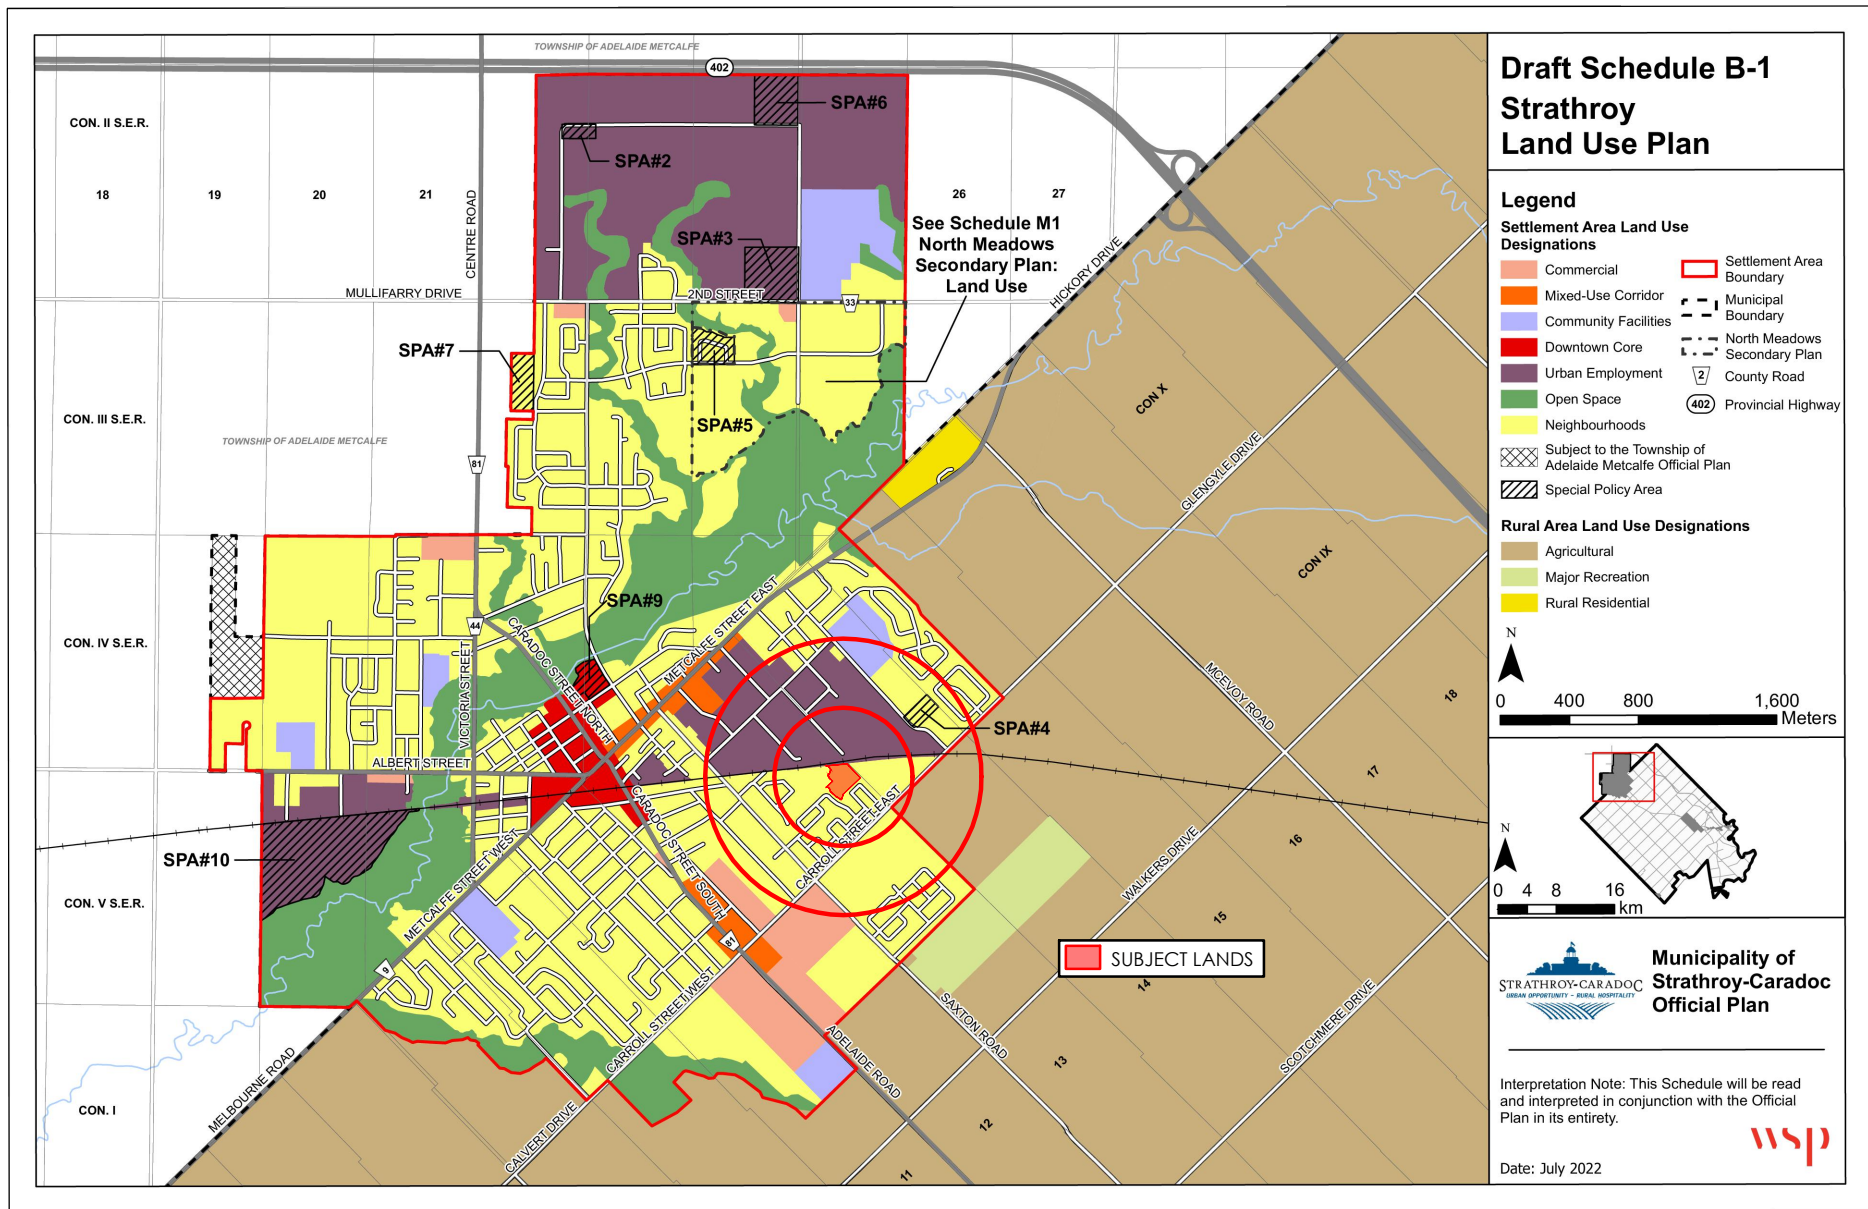 TOWNSHIP OF ADELAIDE METCALFE
402
CON. II S.E.R.
SPA#6
SPA#2
18
19
20
21
26
27
CENTRE ROAD
SPA#3
See Schedule M1
North Meadows
Secondary Plan:
Land Use
HICKORY DRIVE
MULLIFARRY DRIVE
2ND STREET
33
SPA#7
CON. III S.E.R.
TOWNSHIP OF ADELAIDE METCALFE
SPA#5
CON X
GLENGYLE DRIVE
81
CON IX
SPA#9
METCALFE STREET EAST
44
CON. IV S.E.R.
CARADOC STREET NORTH
VICTORIA STREET
MCEVOY ROAD
18
SPA#4
ALBERT STREET
17
CARADOC STREET SOUTH
CARROLL STREET EAST
16
SPA#10
METCALFE STREET WEST
WALKERS DRIVE
CON. V S.E.R.
15
81
9
SUBJECT LANDS
14
CARROLL STREET WEST
SAXTON ROAD
SCOTCHMERE DRIVE
ADELAIDE ROAD
13
MELBOURNE ROAD
CON. I
CALVERT DRIVE
12
11
Draft Schedule B-1
Strathroy
Land Use Plan
Legend
Settlement Area Land Use
Designations
Commercial
Mixed-Use Corridor
Community Facilities
Downtown Core
Urban Employment
Open Space
Neighbourhoods
Subject to the Township of
Adelaide Metcalfe Official Plan
Special Policy Area
Settlement Area
Boundary
Municipal
Boundary
North Meadows
Secondary Plan
2
County Road
402
Provincial Highway
Rural Area Land Use Designations
Agricultural
Major Recreation
Rural Residential
N
0 400 800 1,600
Meters
N
0 4 8 16
km
STRATHROY-CARADOC
URBAN OPPORTUNITY - RURAL HOSPITALITY
Municipality of
Strathroy-Caradoc
Official Plan
Interpretation Note: This Schedule will be read
and interpreted in conjunction with the Official
Plan in its entirety.
wsp
Date: July 2022